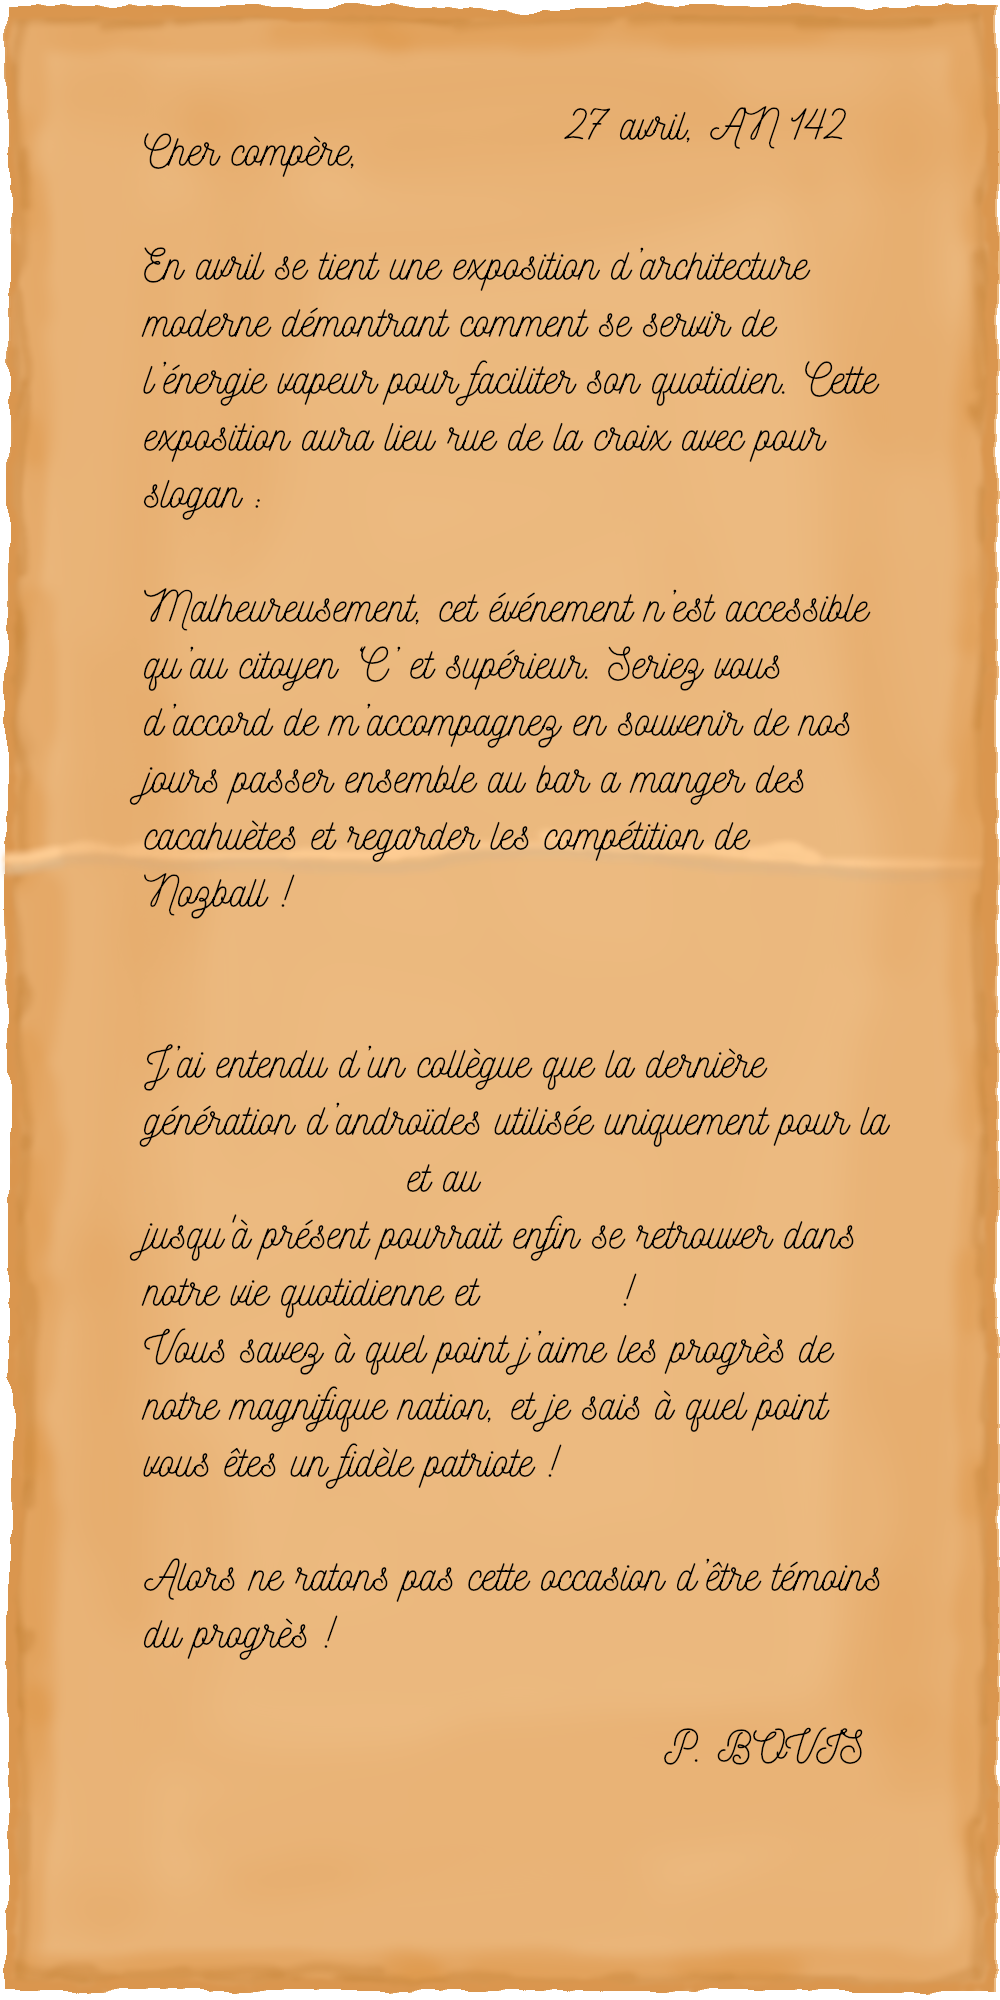 27 avril, AN 142
Cher compère,
En avril se tient une exposition d'architecture
moderne démontrant comment se servir de
l'énergie vapeur pour faciliter son quotidien. Cette
exposition aura lieu rue de la croix avec pour
slogan :
Malheureusement, cet événement n'est accessible
qu'au citoyen 'C' et supérieur. Seriez vous
d'accord de m'accompagnez en souvenir de nos
jours passer ensemble au bar a manger des
cacahuètes et regarder les compétition de
Nozball !
J'ai entendu d'un collègue que la dernière
génération d'androïdes utilisée uniquement pour la
et au
jusqu'à présent pourrait enfin se retrouver dans
notre vie quotidienne et !
Vous savez à quel point j'aime les progrès de
notre magnifique nation, et je sais à quel point
vous êtes un fidèle patriote !
Alors ne ratons pas cette occasion d'être témoins
du progrès !
P. BOVIS